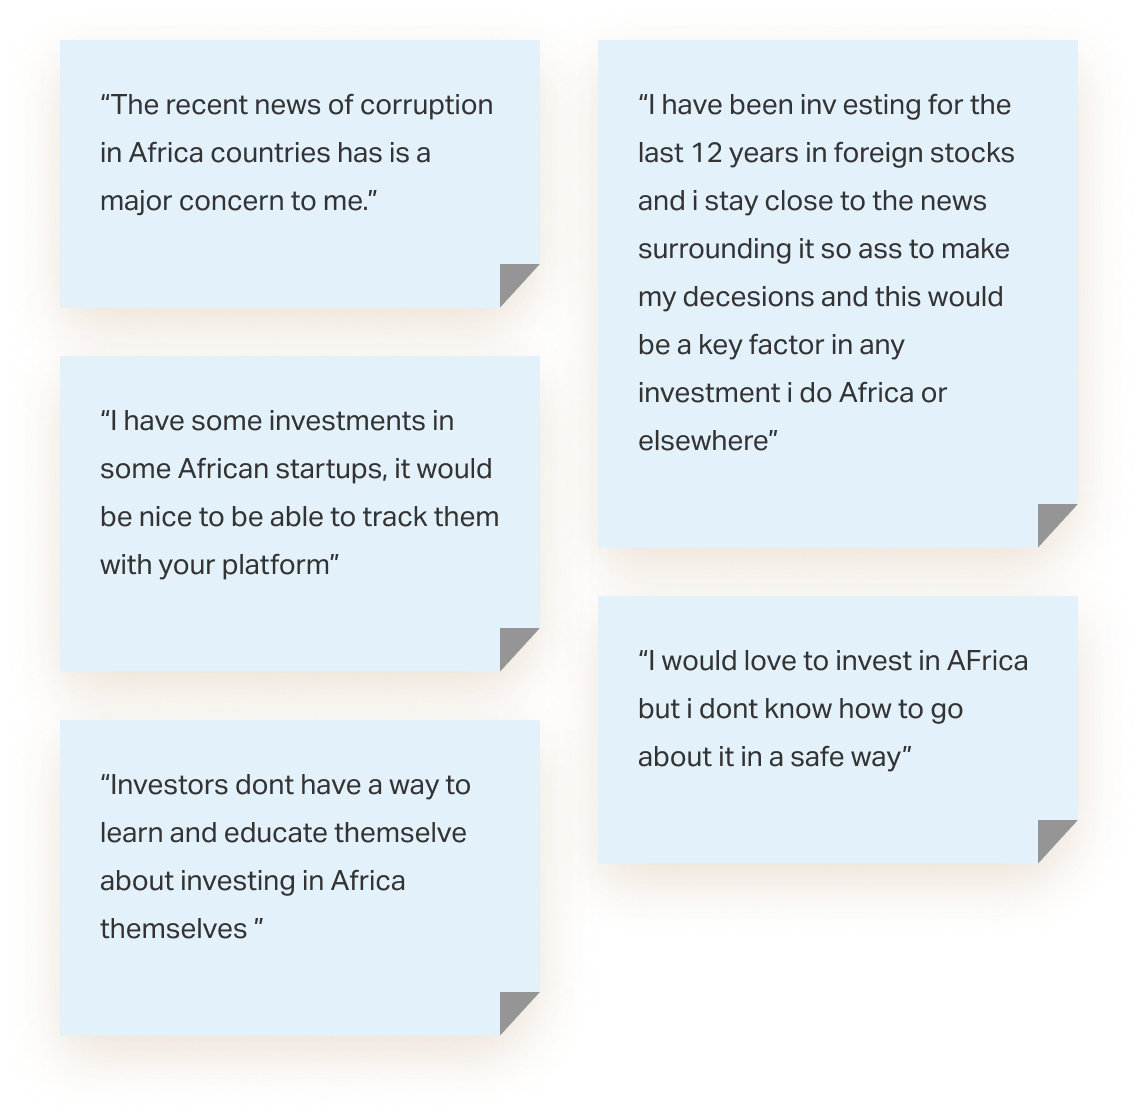 “The recent news of corruption
in Africa countries has is a
major concern to me.”
“I have some investments in
some African startups, it would
be nice to be able to track them
with your platform”
“Investors dont have a way to
learn and educate themselve
about investing in Africa
themselves ”
“I have been inv esting for the
last 12 years in foreign stocks
and i stay close to the news
surrounding it so ass to make
my decesions and this would
be a key factor in any
investment i do Africa or
elsewhere”
“I would love to invest in AFrica
but i dont know how to go
about it in a safe way”